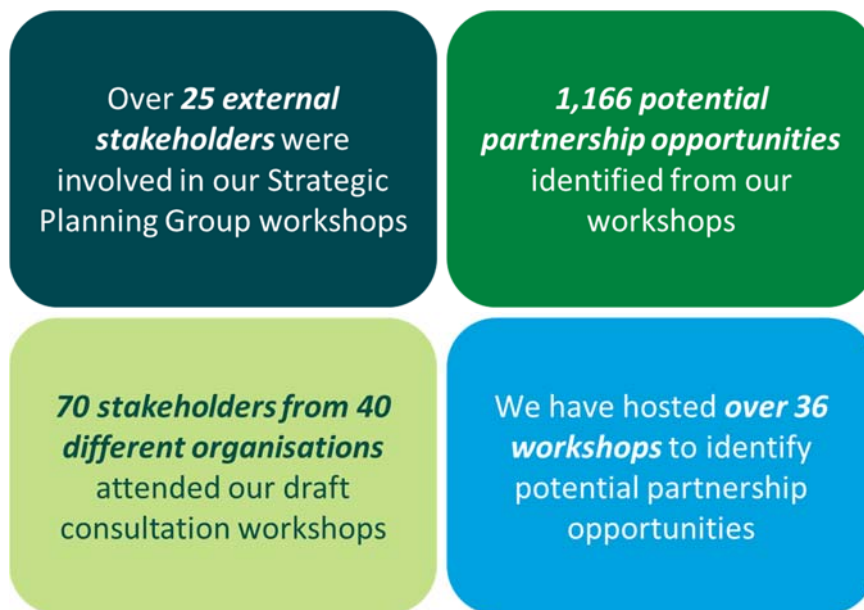 Over 25 external
stakeholders were
involved in our Strategic
Planning Group workshops
1,166 potential
partnership opportunities
identified from our
workshops
70 stakeholders from 40
different organisations
attended our draft
consultation workshops
We have hosted over 36
workshops to identify
potential partnership
opportunities